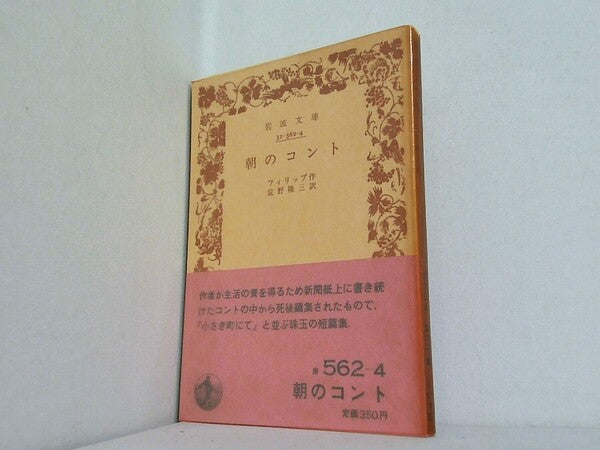 岩波文庫
32-562-4
朝のコント
フィリップ作
淀野隆三訳
作者が生活の資を得るため新聞紙上に書き続
けたコントの中から死後編集されたもので,
『小さき町にて』と並ぶ珠玉の短篇集.
赤 562-4
朝のコント
定価350円